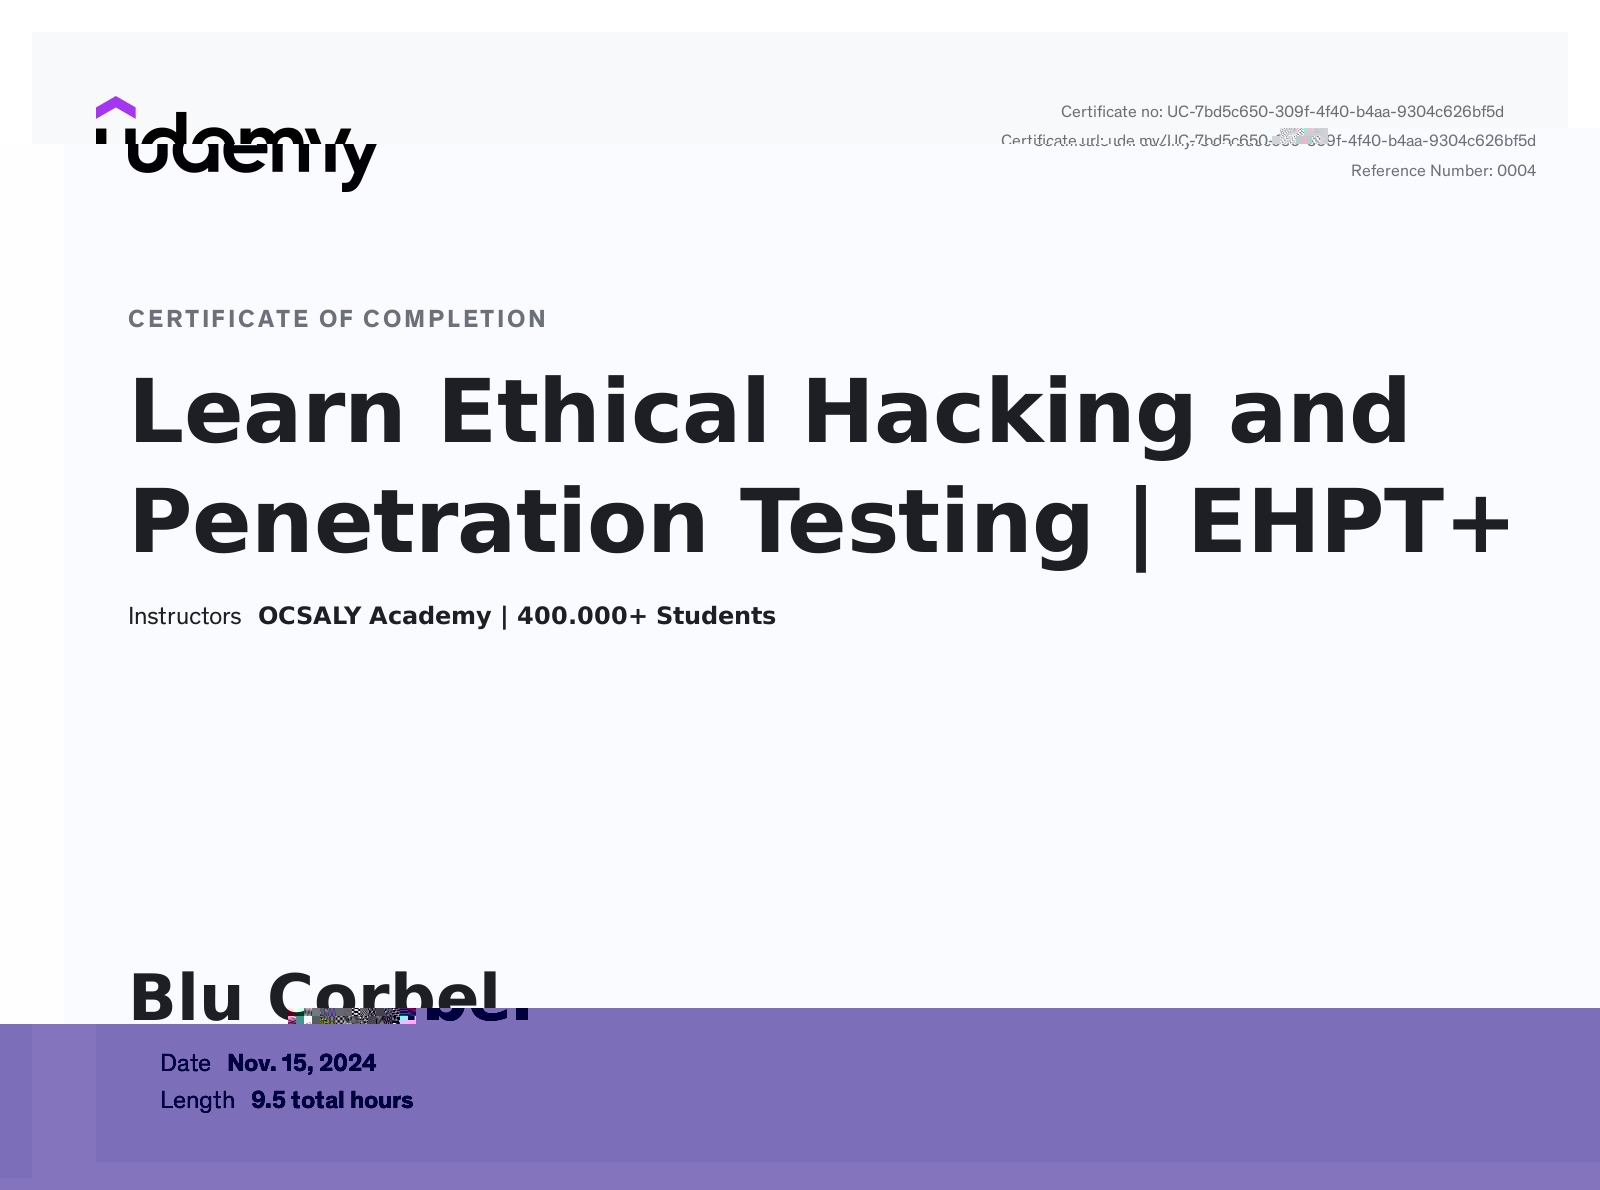 udemy
Certificate no: UC-7bd5c650-309f-4f40-b4aa-9304c626bf5d
Certificate url: ude.my/UC-7bd5c650-309f-4f40-b4aa-9304c626bf5d
Reference Number: 0004
CERTIFICATE OF COMPLETION
Learn Ethical Hacking and
Penetration Testing | EHPT+
Instructors OCSALY Academy | 400.000+ Students
Blu Corbel
Date Nov. 15, 2024
Length 9.5 total hours